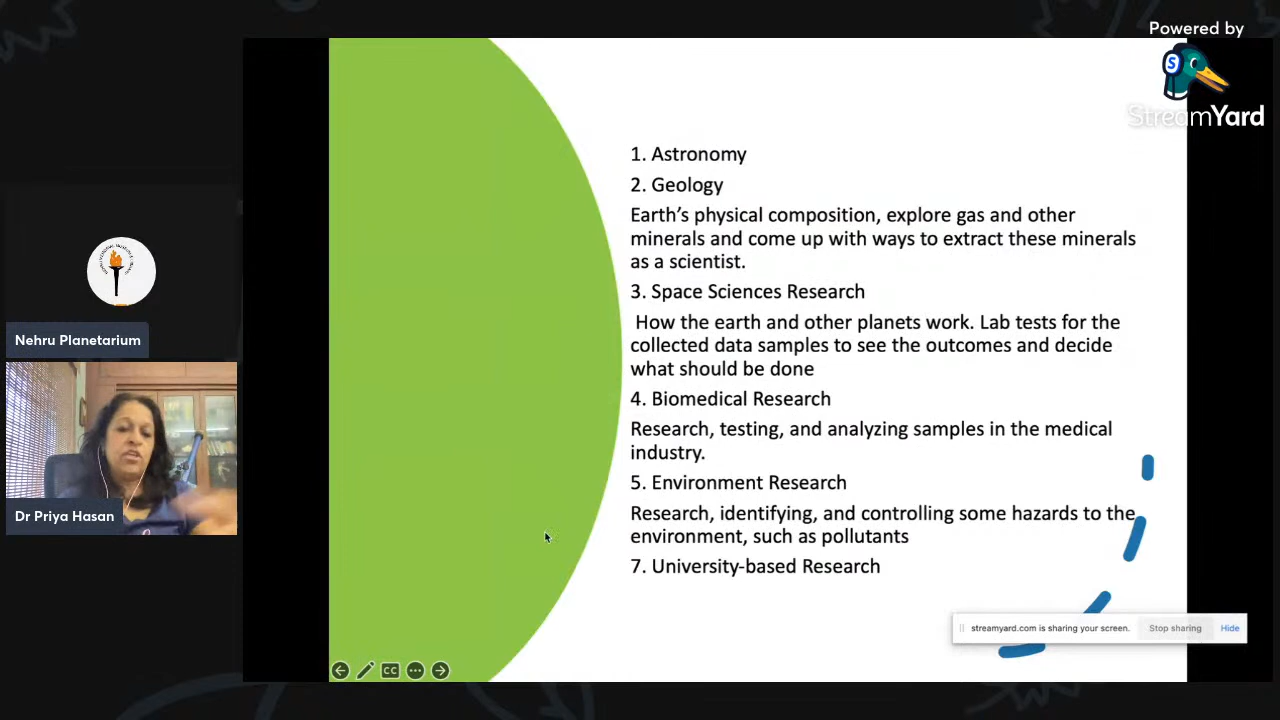 Powered by
StreamYard
1. Astronomy
2. Geology
Earth's physical composition, explore gas and other
minerals and come up with ways to extract these minerals
as a scientist.
3. Space Sciences Research
How the earth and other planets work. Lab tests for the
collected data samples to see the outcomes and decide
what should be done
4. Biomedical Research
Research, testing, and analyzing samples in the medical
industry.
5. Environment Research
Research, identifying, and controlling some hazards to the
environment, such as pollutants
7. University-based Research
Nehru Planetarium
Dr Priya Hasan
streamyard.com is sharing your screen. Stop sharing Hide
CC